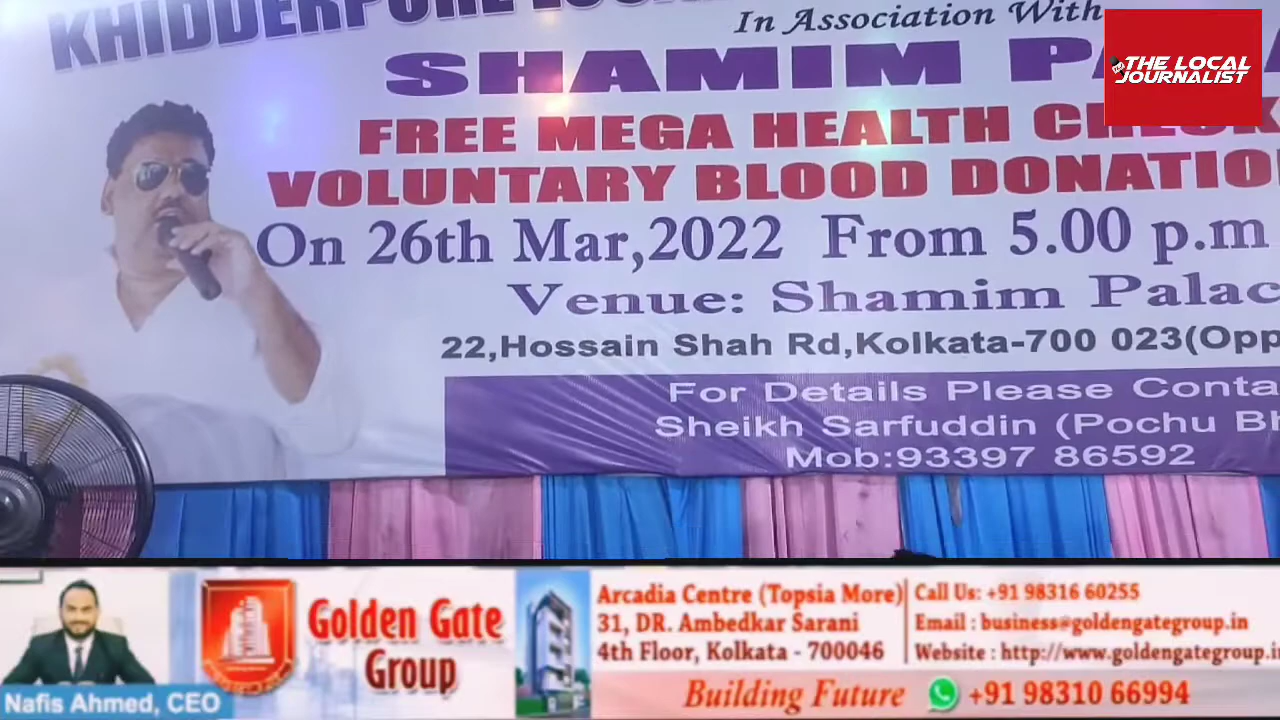 KHIDDERPORE
In Association With
SHAMIM
THE LOCAL
JOURNALIST
FREE MEGA HEALTH
VOLUNTARY BLOOD DONATIO
On 26th Mar,2022 From 5.00 p.m
Venue: Shamim Palac
22,Hossain Shah Rd,Kolkata-700 023(Opp
For Details Please Conta
Sheikh Sarfuddin (Pochu Bh
Mob:93397 86592
Nafis Ahmed, CEO
Golden Gate
Group
Arcadia Centre (Topsia More)
31, DR. Ambedkar Sarani
4th Floor, Kolkata - 700046
Call Us: +91 98316 60255
Email : business@goldengategroup.in
Website : http://www.goldengategroup.in
Building Future
+91 98310 66994